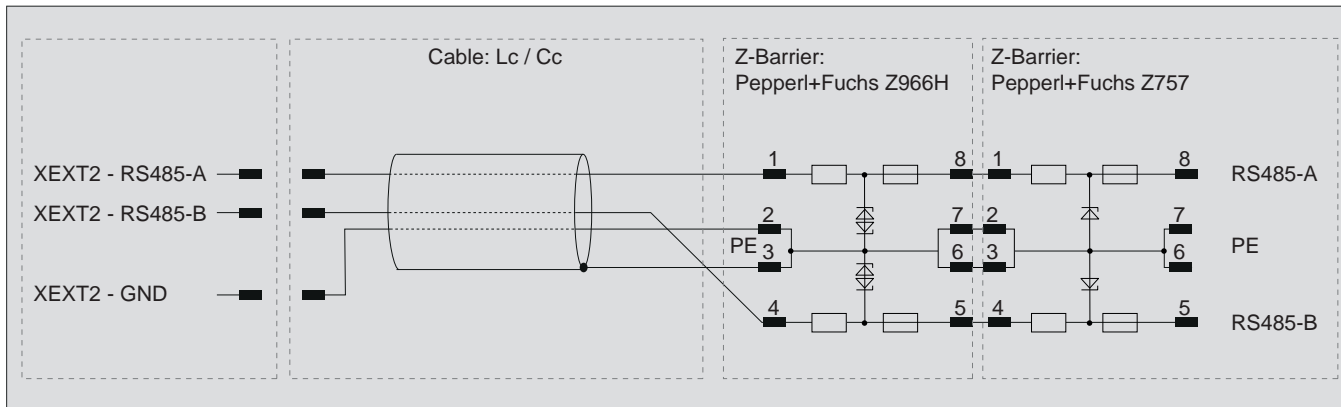 Cable: Lc / Cc
Z-Barrier:
Pepperl+Fuchs Z966H
Z-Barrier:
Pepperl+Fuchs Z757
XEXT2 - RS485-A
1
8
1
8
RS485-A
XEXT2 - RS485-B
2
7
2
7
PE
3
6
3
6
PE
XEXT2 - GND
4
5
4
5
RS485-B